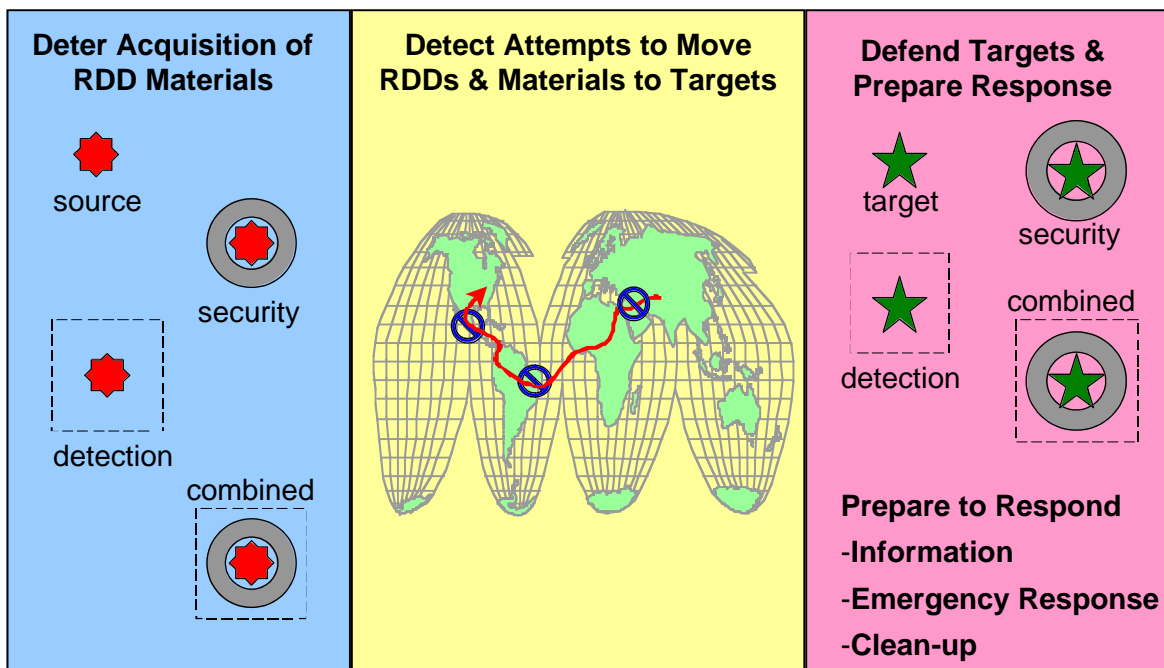 Deter Acquisition of
RDD Materials
source
security
detection
combined
Detect Attempts to Move
RDDs & Materials to Targets
Defend Targets &
Prepare Response
target
security
detection
combined
Prepare to Respond
-Information
-Emergency Response
-Clean-up